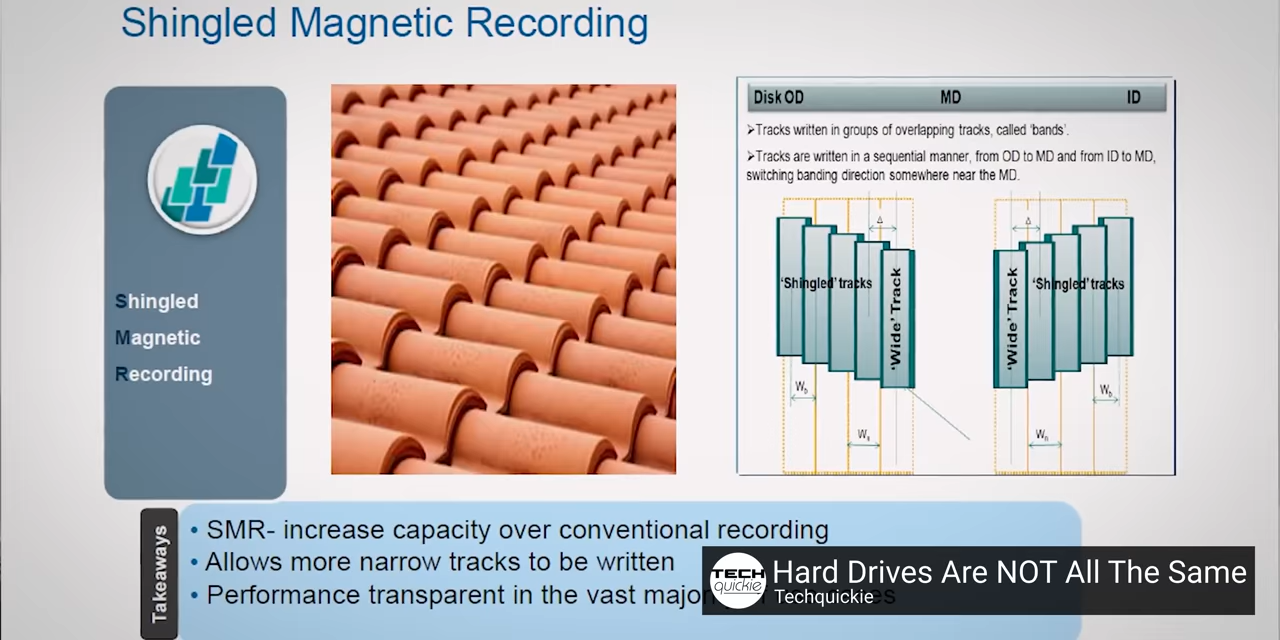 Shingled Magnetic Recording
Shingled
Magnetic
Recording
Disk OD MD ID
➢Tracks written in groups of overlapping tracks, called 'bands'.
➢Tracks are written in a sequential manner, from OD to MD and from ID to MD,
switching banding direction somewhere near the MD.
Δ
Δ
'Shingled' tracks
'Wide' Track
'Wide' Track
'Shingled' tracks
Wb
Wb
Takeaways
• SMR- increase capacity over conventional recording
• Allows more narrow tracks to be written
• Performance transparent in the vast
TECH
quickie
Hard Drives Are NOT All The Same
Techquickie